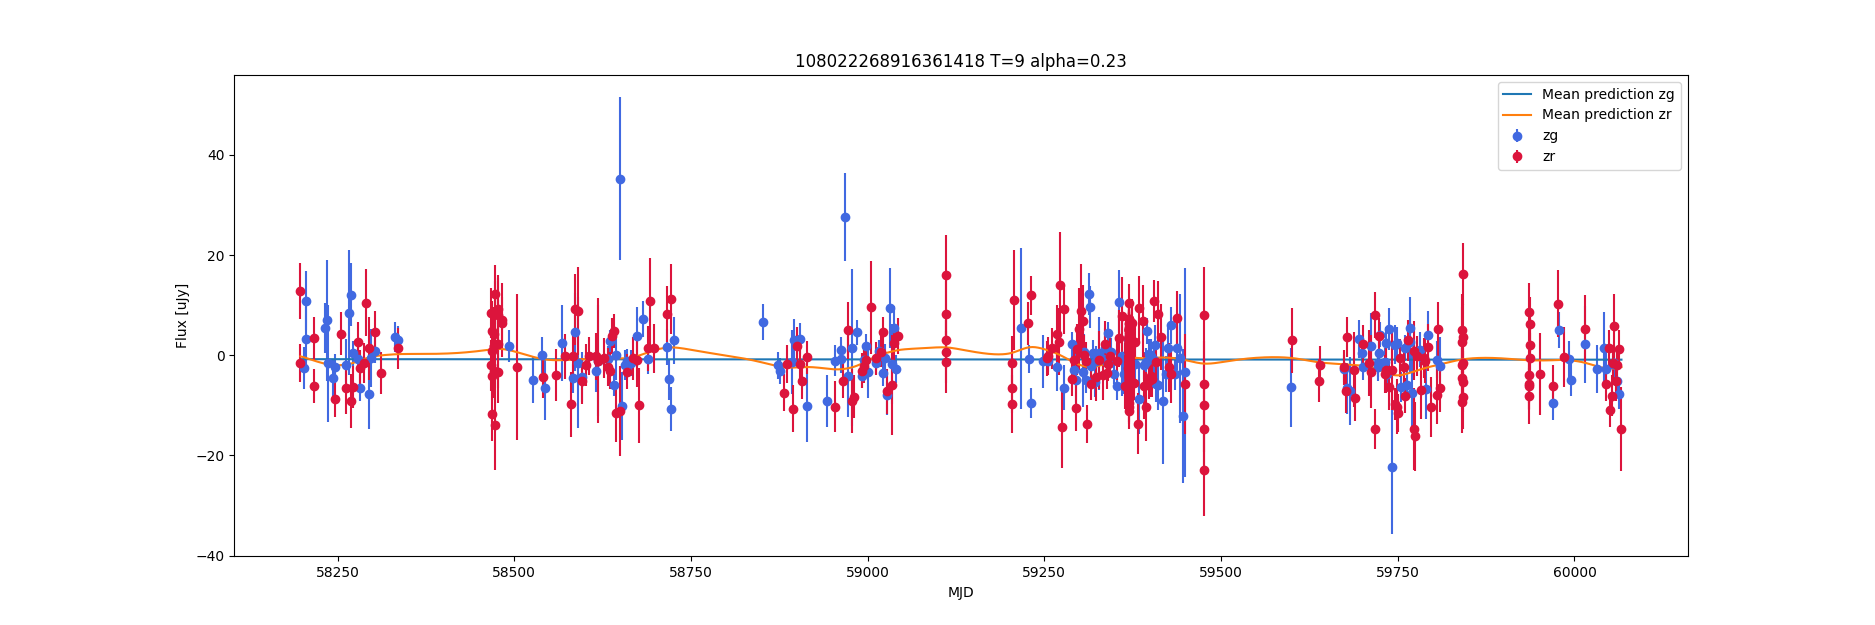 108022268916361418 T=9 alpha=0.23
Mean prediction zg
Mean prediction zr
zg
zr
Flux [uJy]
40
20
0
−20
−40
58250 58500 58750 59000 59250 59500 59750 60000
MJD